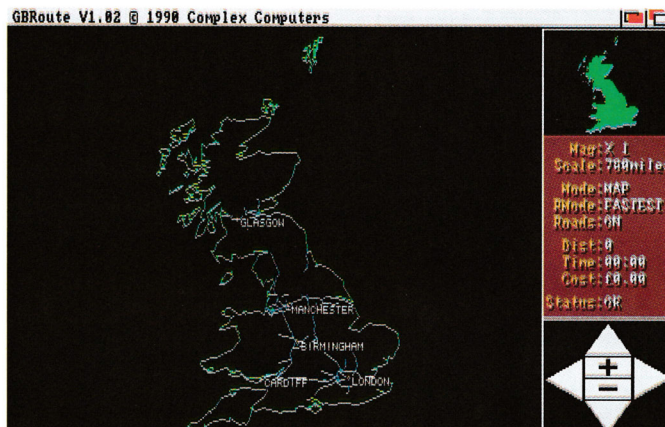 GBRoute V1.02 © 1990 Complex Computers
Mag:X 1
Scale:700miles
Mode:MAP
RMode:FASTEST
Roads:ON
Dist:0
Time:00:00
Cost:£0.00
Status:OK
GLASGOW
MANCHESTER
BIRMINGHAM
CARDIFF
LONDON
+
−